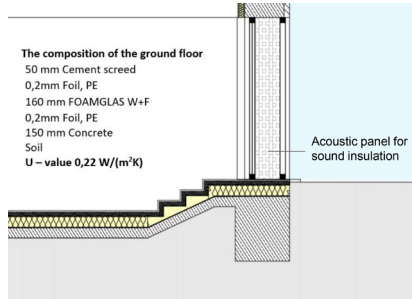 The composition of the ground floor
50 mm Cement screed
0,2mm Foil, PE
160 mm FOAMGLAS W+F
0,2mm Foil, PE
150 mm Concrete
Soil
U – value 0,22 W/(m²K)
Acoustic panel for
sound insulation